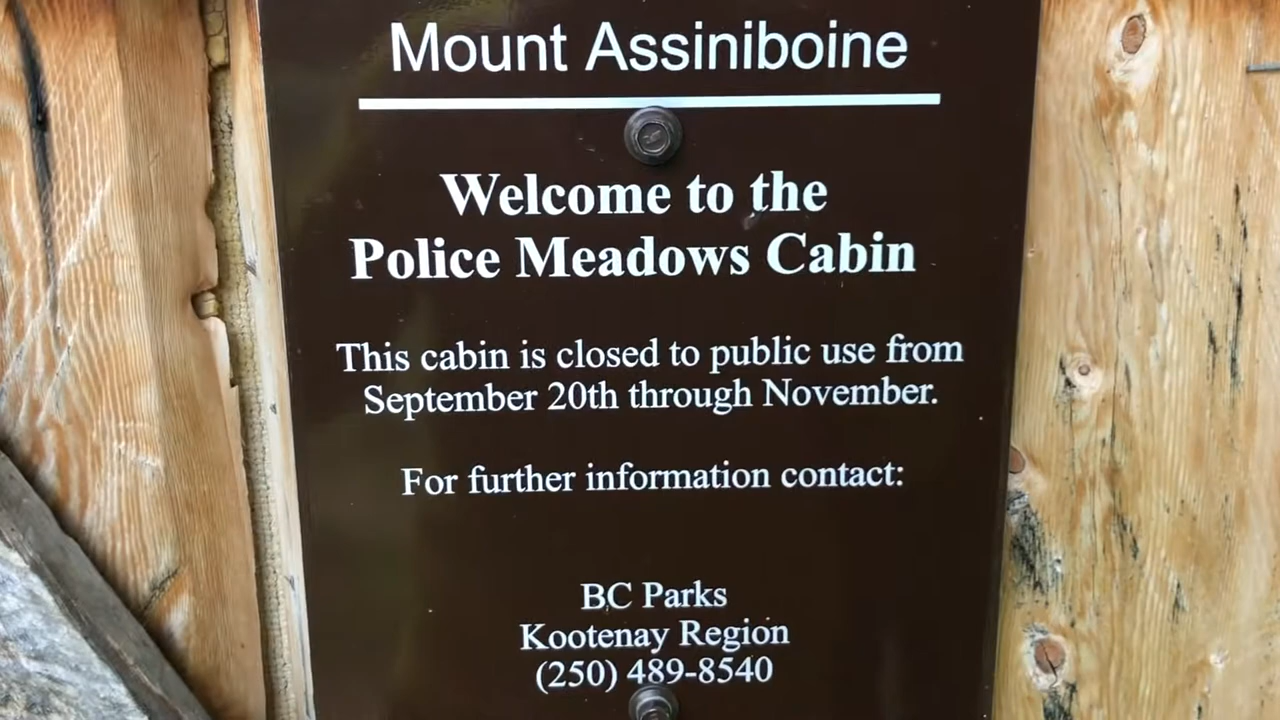 Mount Assiniboine
Welcome to the
Police Meadows Cabin
This cabin is closed to public use from
September 20th through November.
For further information contact:
BC Parks
Kootenay Region
(250) 489-8540